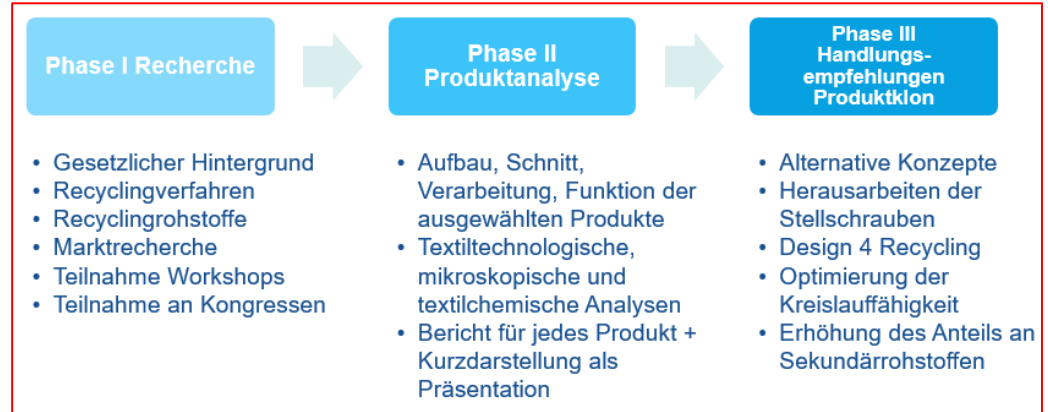 Phase I Recherche
Phase II
Produktanalyse
Phase III
Handlungs-
empfehlungen
Produktklon
• Gesetzlicher Hintergrund
• Recyclingverfahren
• Recyclingrohstoffe
• Marktrecherche
• Teilnahme Workshops
• Teilnahme an Kongressen
• Aufbau, Schnitt,
Verarbeitung, Funktion der
ausgewählten Produkte
• Textiltechnologische,
mikroskopische und
textilchemische Analysen
• Bericht für jedes Produkt +
Kurzdarstellung als
Präsentation
• Alternative Konzepte
• Herausarbeiten der
Stellschrauben
• Design 4 Recycling
• Optimierung der
Kreislauffähigkeit
• Erhöhung des Anteils an
Sekundärrohstoffen